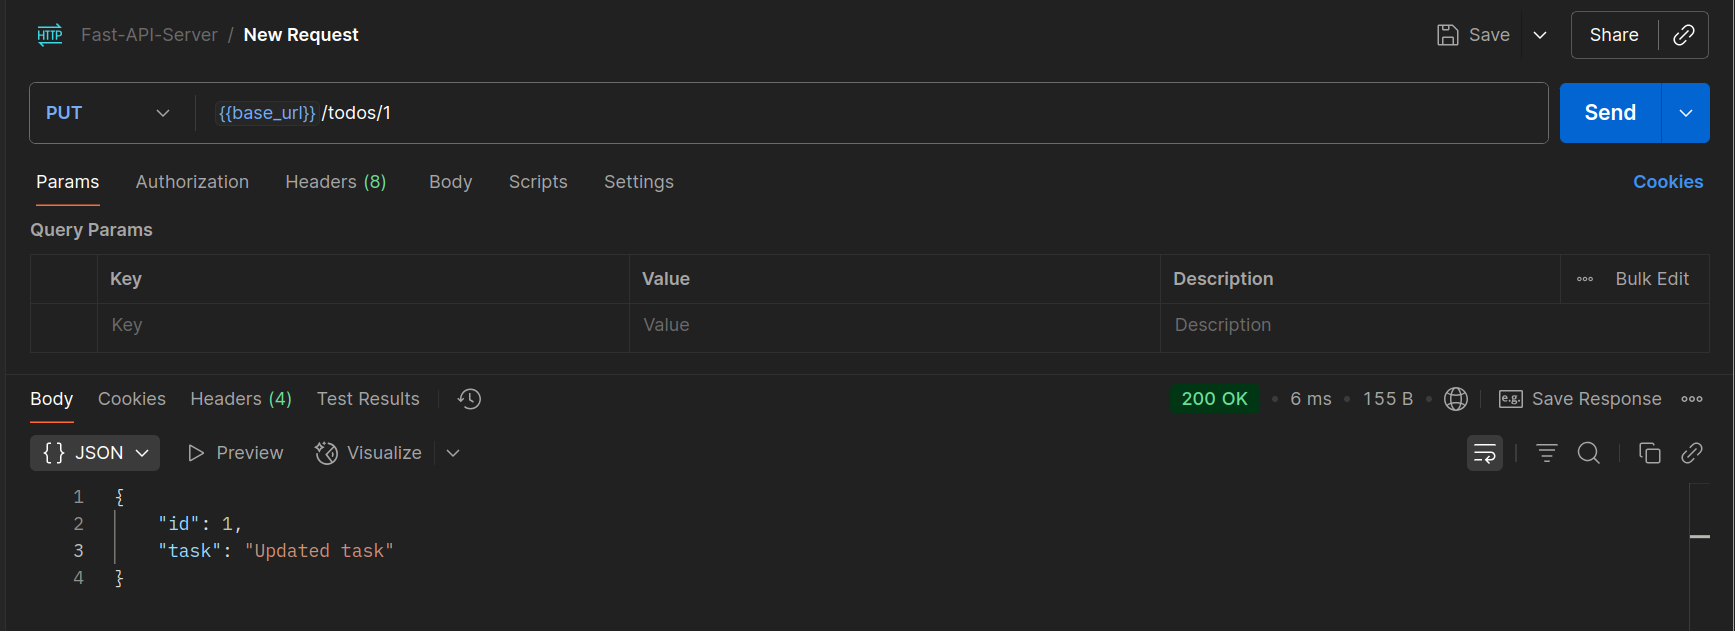 HTTP Fast-API-Server / New Request Save Share
PUT {{base_url}} /todos/1 Send
Params Authorization Headers (8) Body Scripts Settings Cookies
Query Params
Key Value Description Bulk Edit
Key Value Description
Body Cookies Headers (4) Test Results 200 OK • 6 ms • 155 B • e.g. Save Response
{} JSON Preview Visualize
1 {
2 "id": 1,
3 "task": "Updated task"
4 }